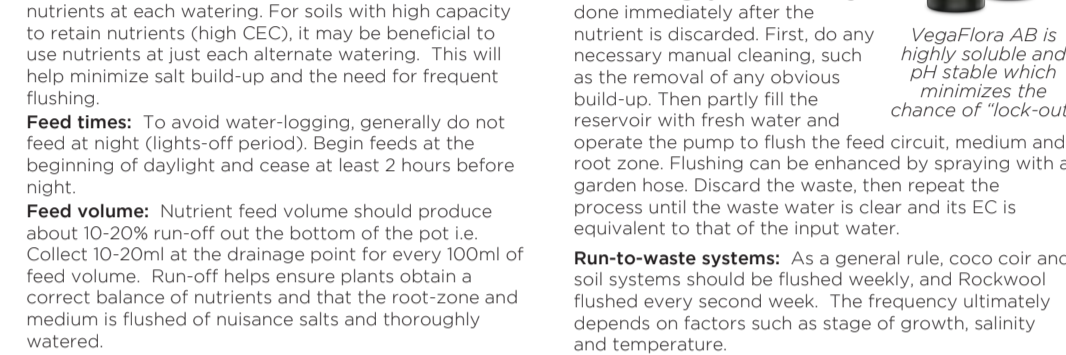 nutrients at each watering. For soils with high capacity
to retain nutrients (high CEC), it may be beneficial to
use nutrients at just each alternate watering.  This will
help minimize salt build-up and the need for frequent
flushing.
Feed times:  To avoid water-logging, generally do not
feed at night (lights-off period). Begin feeds at the
beginning of daylight and cease at least 2 hours before
night.
Feed volume:  Nutrient feed volume should produce
about 10-20% run-off out the bottom of the pot i.e.
Collect 10-20ml at the drainage point for every 100ml of
feed volume.  Run-off helps ensure plants obtain a
correct balance of nutrients and that the root-zone and
medium is flushed of nuisance salts and thoroughly
watered.
done immediately after the
nutrient is discarded. First, do any
necessary manual cleaning, such
as the removal of any obvious
build-up. Then partly fill the
reservoir with fresh water and
operate the pump to flush the feed circuit, medium and
root zone. Flushing can be enhanced by spraying with a
garden hose. Discard the waste, then repeat the
process until the waste water is clear and its EC is
equivalent to that of the input water.
Run-to-waste systems:  As a general rule, coco coir and
soil systems should be flushed weekly, and Rockwool
flushed every second week.  The frequency ultimately
depends on factors such as stage of growth, salinity
and temperature.
VegaFlora AB is
highly soluble and
pH stable which
minimizes the
chance of "lock-out